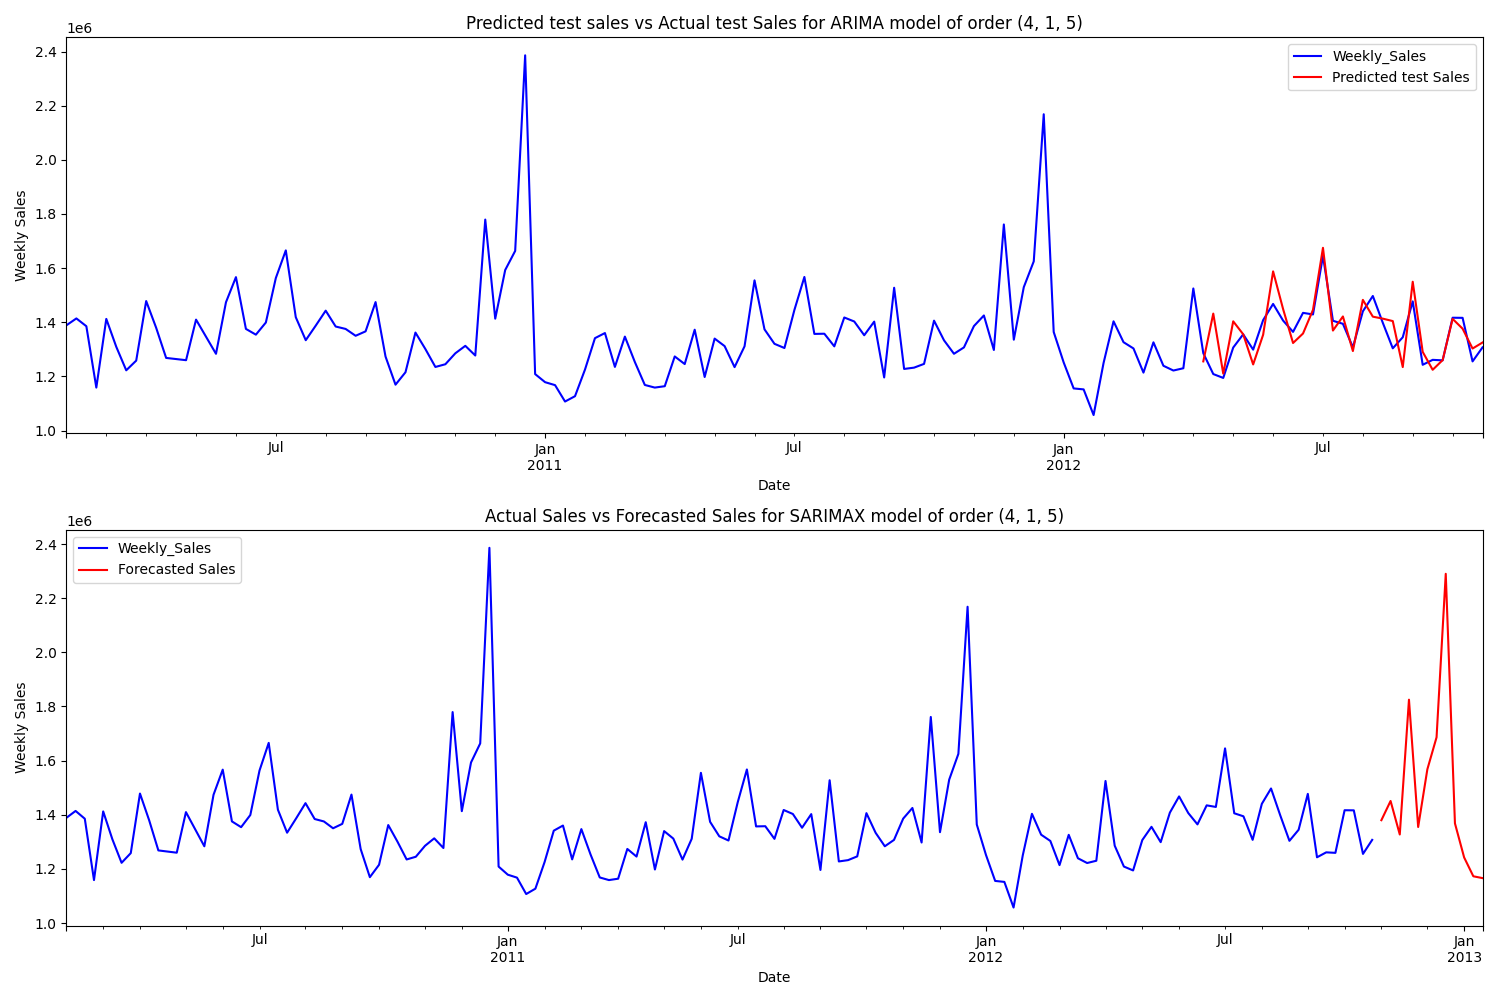 Predicted test sales vs Actual test Sales for ARIMA model of order (4, 1, 5)
1e6
Weekly_Sales
Predicted test Sales
2.4
2.2
2.0
1.8
1.6
1.4
1.2
1.0
Weekly Sales
Jul
Jan
2011
Jul
Jan
2012
Jul
Date
Actual Sales vs Forecasted Sales for SARIMAX model of order (4, 1, 5)
1e6
Weekly_Sales
Forecasted Sales
2.4
2.2
2.0
1.8
1.6
1.4
1.2
1.0
Weekly Sales
Jul
Jan
2011
Jul
Jan
2012
Jul
Jan
2013
Date